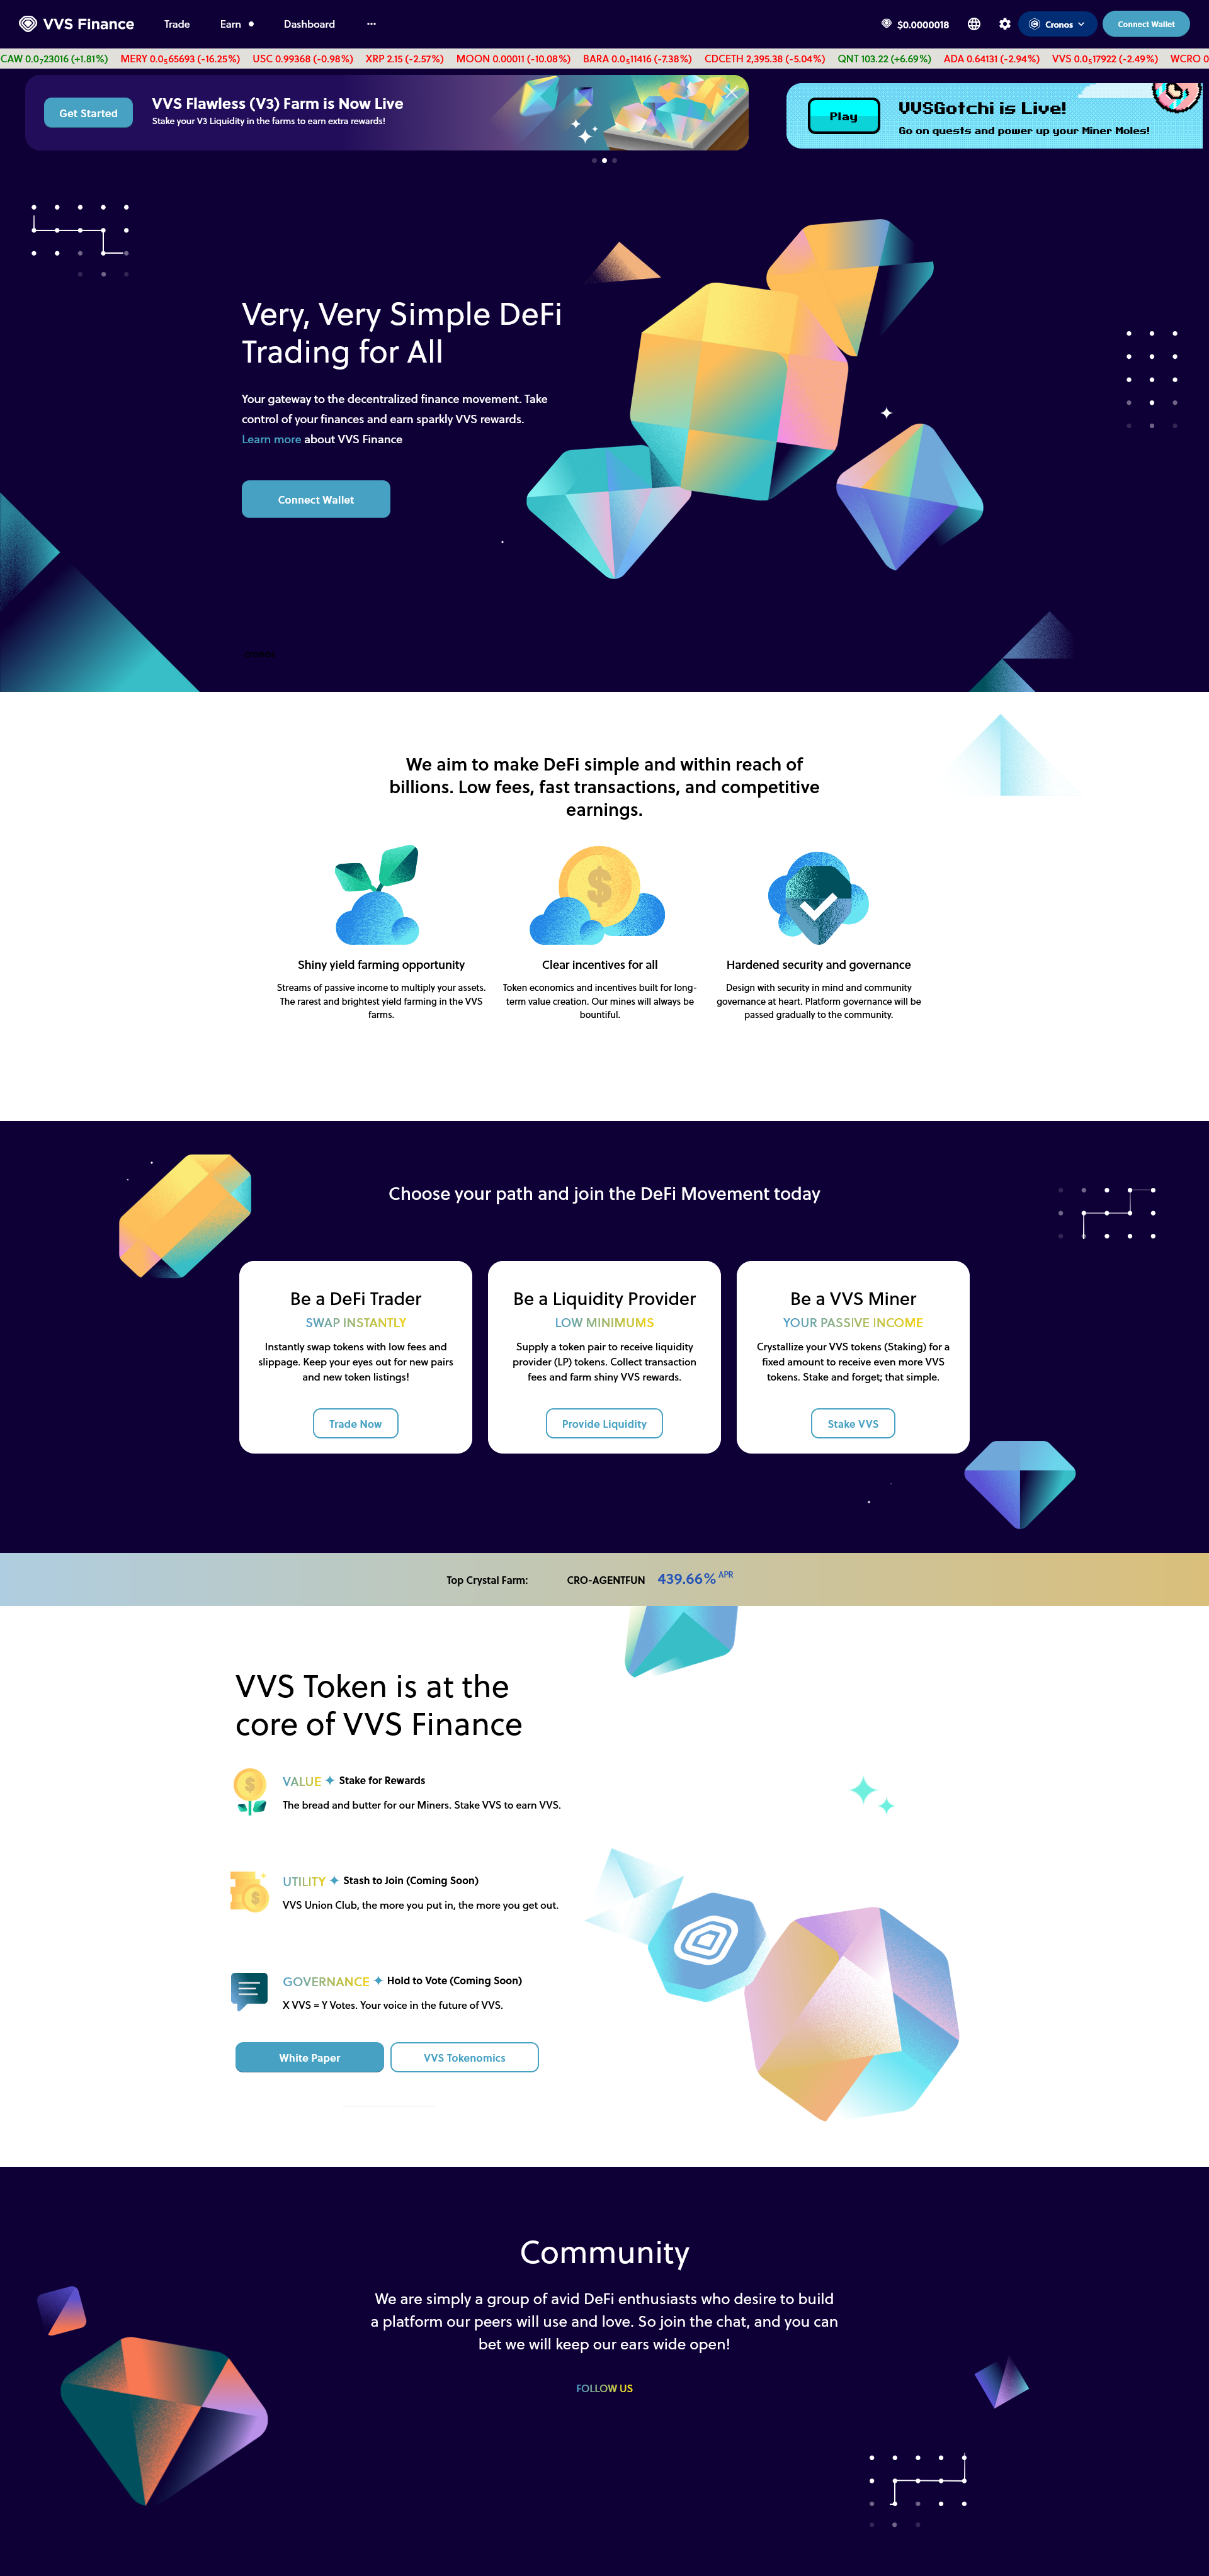 VVS Finance
Trade
Earn
Dashboard
$0.0000018
Cronos
Connect Wallet
CAW 0.0₇23016 (+1.81%) MERY 0.0₅65693 (-16.25%) USC 0.99368 (-0.98%) XRP 2.15 (-2.57%) MOON 0.00011 (-10.08%) BARA 0.0₅11416 (-7.38%) CDCETH 2,395.38 (-5.04%) QNT 103.22 (+6.69%) ADA 0.64131 (-2.94%) VVS 0.0₅17922 (-2.49%) WCRO 0
Get Started
VVS Flawless (V3) Farm is Now Live
Stake your V3 Liquidity in the farms to earn extra rewards!
Play
VVSGotchi is Live!
Go on quests and power up your Miner Moles!
Very, Very Simple DeFi
Trading for All
Your gateway to the decentralized finance movement. Take
control of your finances and earn sparkly VVS rewards.
Learn more about VVS Finance
Connect Wallet
We aim to make DeFi simple and within reach of
billions. Low fees, fast transactions, and competitive
earnings.
Shiny yield farming opportunity
Streams of passive income to multiply your assets.
The rarest and brightest yield farming in the VVS
farms.
Clear incentives for all
Token economics and incentives built for long-
term value creation. Our mines will always be
bountiful.
Hardened security and governance
Design with security in mind and community
governance at heart. Platform governance will be
passed gradually to the community.
Choose your path and join the DeFi Movement today
Be a DeFi Trader
SWAP INSTANTLY
Instantly swap tokens with low fees and
slippage. Keep your eyes out for new pairs
and new token listings!
Trade Now
Be a Liquidity Provider
LOW MINIMUMS
Supply a token pair to receive liquidity
provider (LP) tokens. Collect transaction
fees and farm shiny VVS rewards.
Provide Liquidity
Be a VVS Miner
YOUR PASSIVE INCOME
Crystallize your VVS tokens (Staking) for a
fixed amount to receive even more VVS
tokens. Stake and forget; that simple.
Stake VVS
Top Crystal Farm: CRO-AGENTFUN 439.66% APR
VVS Token is at the
core of VVS Finance
VALUE Stake for Rewards
The bread and butter for our Miners. Stake VVS to earn VVS.
UTILITY Stash to Join (Coming Soon)
VVS Union Club, the more you put in, the more you get out.
GOVERNANCE Hold to Vote (Coming Soon)
X VVS = Y Votes. Your voice in the future of VVS.
White Paper
VVS Tokenomics
Community
We are simply a group of avid DeFi enthusiasts who desire to build
a platform our peers will use and love. So join the chat, and you can
bet we will keep our ears wide open!
FOLLOW US